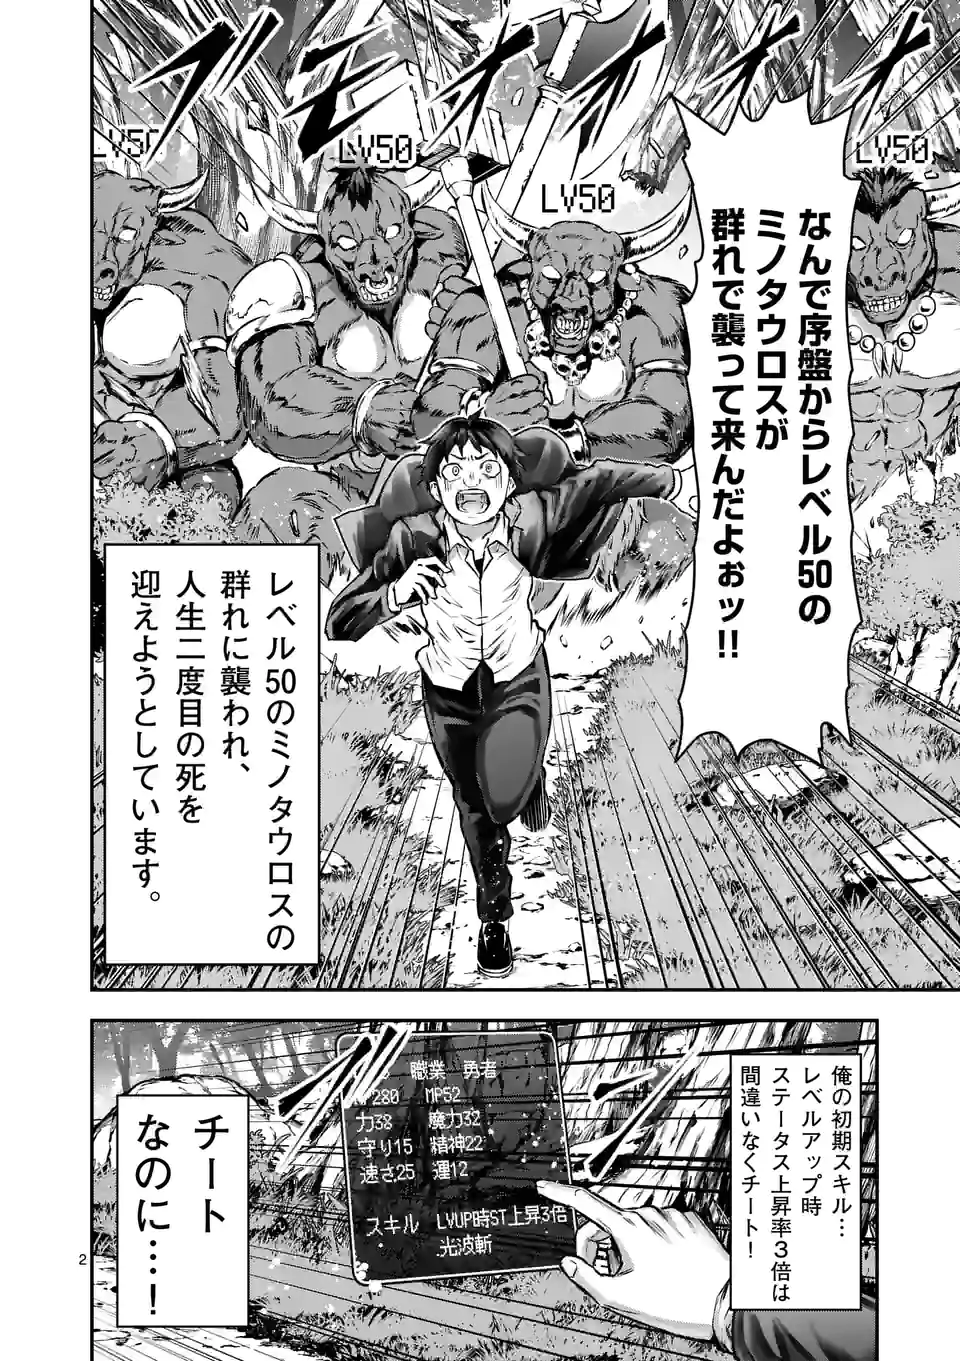 ブモオオオオオ
LV50
LV50
LV50
LV50
なんで序盤からレベル50の
ミノタウロスが
群れで襲って来んだよぉッ!!
レベル50のミノタウロスの
群れに襲われ、
人生二度目の死を
迎えようとしています。
俺の初期スキル…
レベルアップ時
ステータス上昇率3倍は
間違いなくチート!
職業 勇者
280 MP52
力38 魔力32
守り15 精神22
速さ25 運12
スキル LVUP時ST上昇3倍
光波斬
チート
なのに……!
2